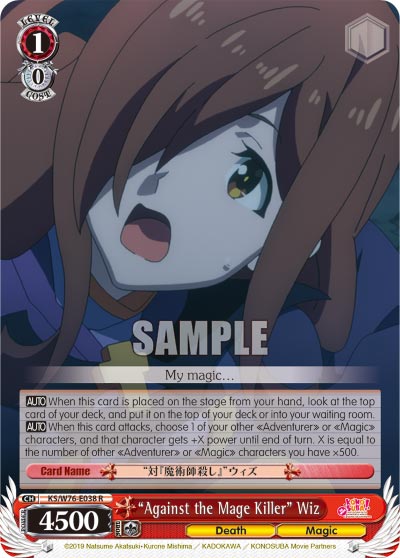 LEVEL
1
0
COST
SAMPLE
My magic…
AUTO When this card is placed on the stage from your hand, look at the top
card of your deck, and put it on the top of your deck or into your waiting room.
AUTO When this card attacks, choose 1 of your other «Adventurer» or «Magic»
characters, and that character gets +X power until end of turn. X is equal to
the number of other «Adventurer» or «Magic» characters you have ×500.
Card Name
“対『魔術師殺し』”ウィズ
CH KS/W76-E038 R
“Against the Mage Killer” Wiz
POWER
4500
Death
Magic
©2019 Natsume Akatsuki・Kurone Mishima / KADOKAWA / KONOSUBA Movie Partners